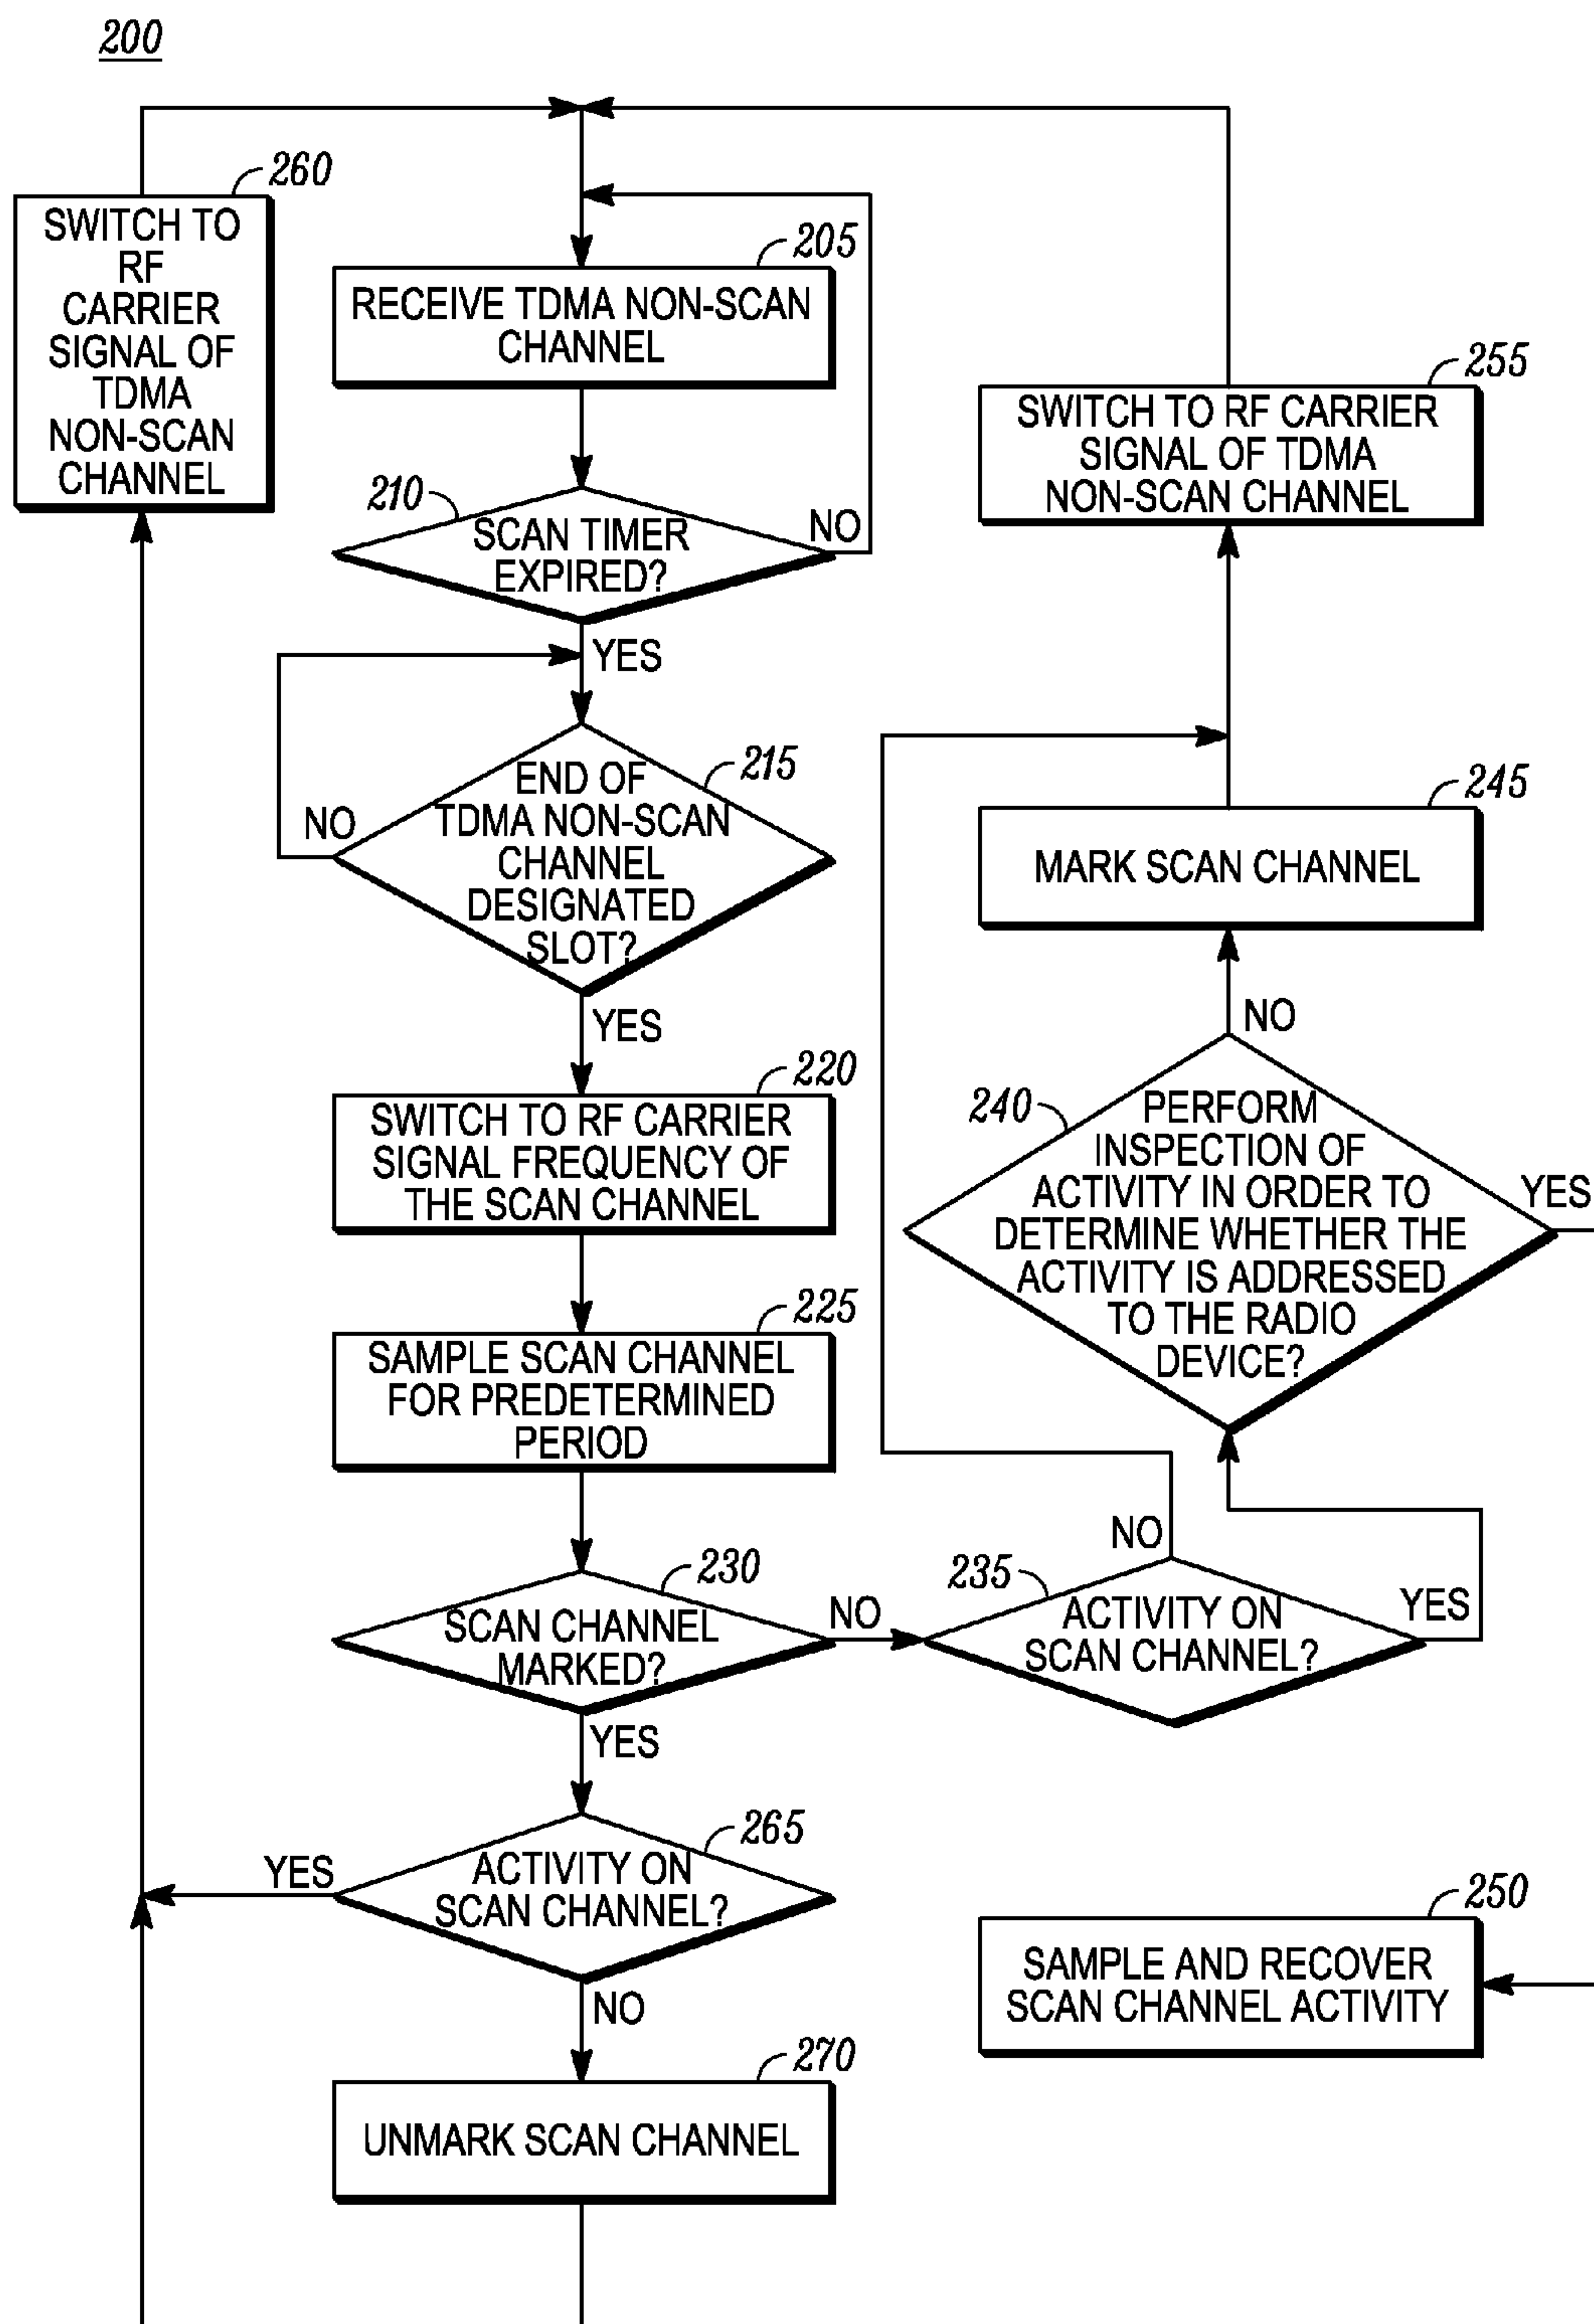 200
260
SWITCH TO
RF
CARRIER
SIGNAL OF
TDMA
NON-SCAN
CHANNEL
205
RECEIVE TDMA NON-SCAN
CHANNEL
210
SCAN TIMER
EXPIRED?
NO
YES
215
END OF
TDMA NON-SCAN
CHANNEL
DESIGNATED
SLOT?
NO
YES
220
SWITCH TO RF CARRIER
SIGNAL FREQUENCY OF
THE SCAN CHANNEL
225
SAMPLE SCAN CHANNEL
FOR PREDETERMINED
PERIOD
230
SCAN CHANNEL
MARKED?
NO
YES
235
ACTIVITY ON
SCAN CHANNEL?
NO
YES
240
PERFORM
INSPECTION OF
ACTIVITY IN ORDER TO
DETERMINE WHETHER THE
ACTIVITY IS ADDRESSED
TO THE RADIO
DEVICE?
NO
YES
245
MARK SCAN CHANNEL
255
SWITCH TO RF CARRIER
SIGNAL OF TDMA
NON-SCAN CHANNEL
265
ACTIVITY ON
SCAN CHANNEL?
YES
NO
270
UNMARK SCAN CHANNEL
250
SAMPLE AND RECOVER
SCAN CHANNEL ACTIVITY